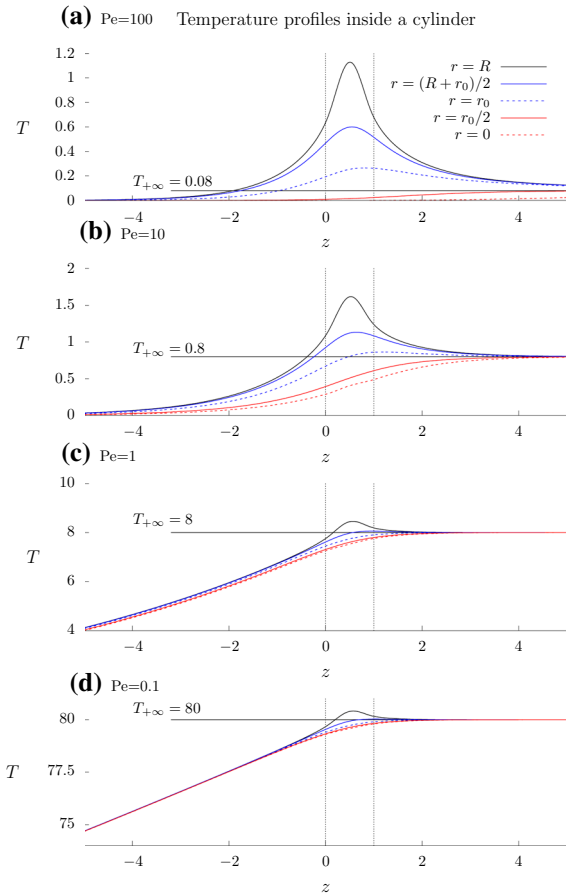 (a) Pe=100 Temperature profiles inside a cylinder
1.2
1
0.8
0.6
0.4
0.2
0
T
r = R
r = (R + r₀)/2
r = r₀
r = r₀/2
r = 0
T₊∞ = 0.08
−4 −2 0 2 4
z
(b) Pe=10
2
1.5
1
0.5
0
T
T₊∞ = 0.8
−4 −2 0 2 4
z
(c) Pe=1
10
8
6
4
T
T₊∞ = 8
−4 −2 0 2 4
z
(d) Pe=0.1
80
77.5
75
T
T₊∞ = 80
−4 −2 0 2 4
z